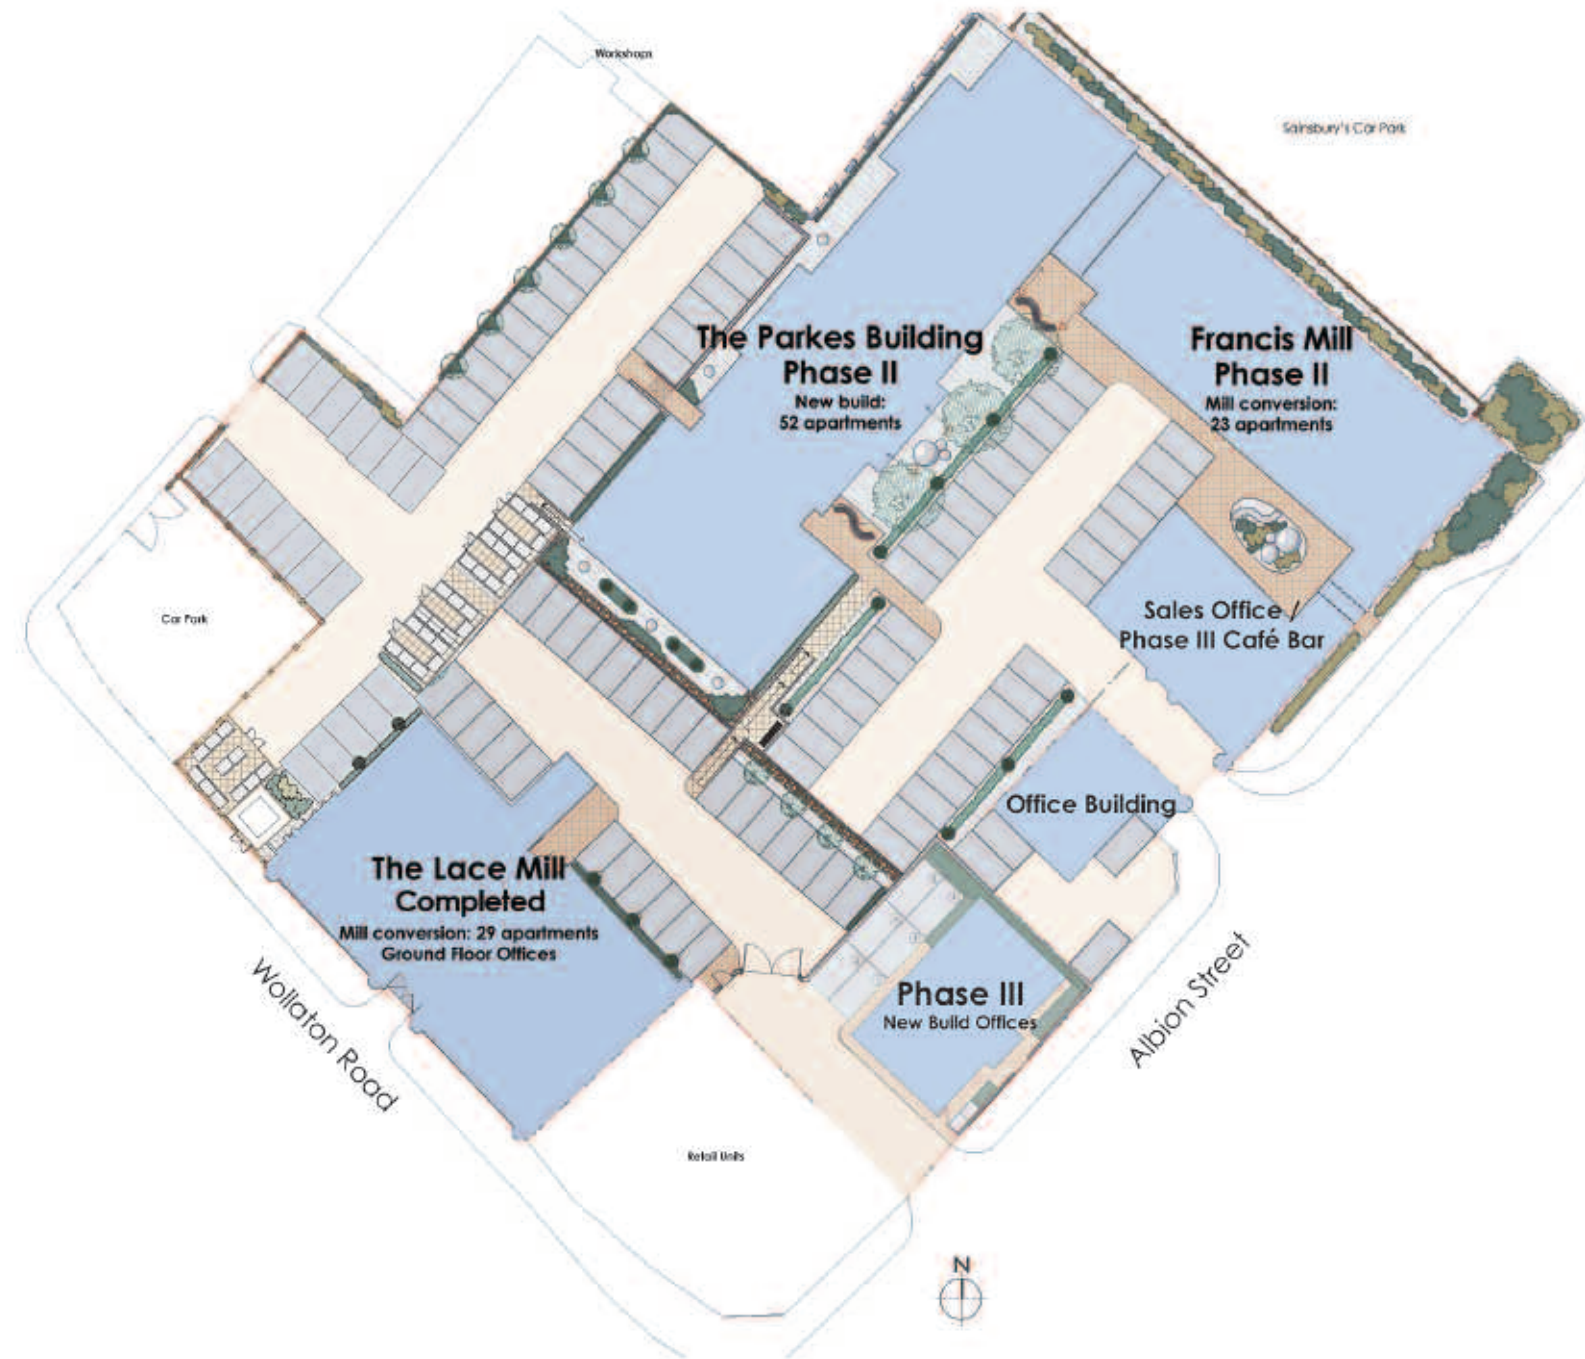 Workshops
Sainsbury's Car Park
The Parkes Building
Phase II
New build:
52 apartments
Francis Mill
Phase II
Mill conversion:
23 apartments
Car Park
Sales Office /
Phase III Café Bar
Office Building
The Lace Mill
Completed
Mill conversion: 29 apartments
Ground Floor Offices
Phase III
New Build Offices
Wollaton Road
Albion Street
Retail Units
N